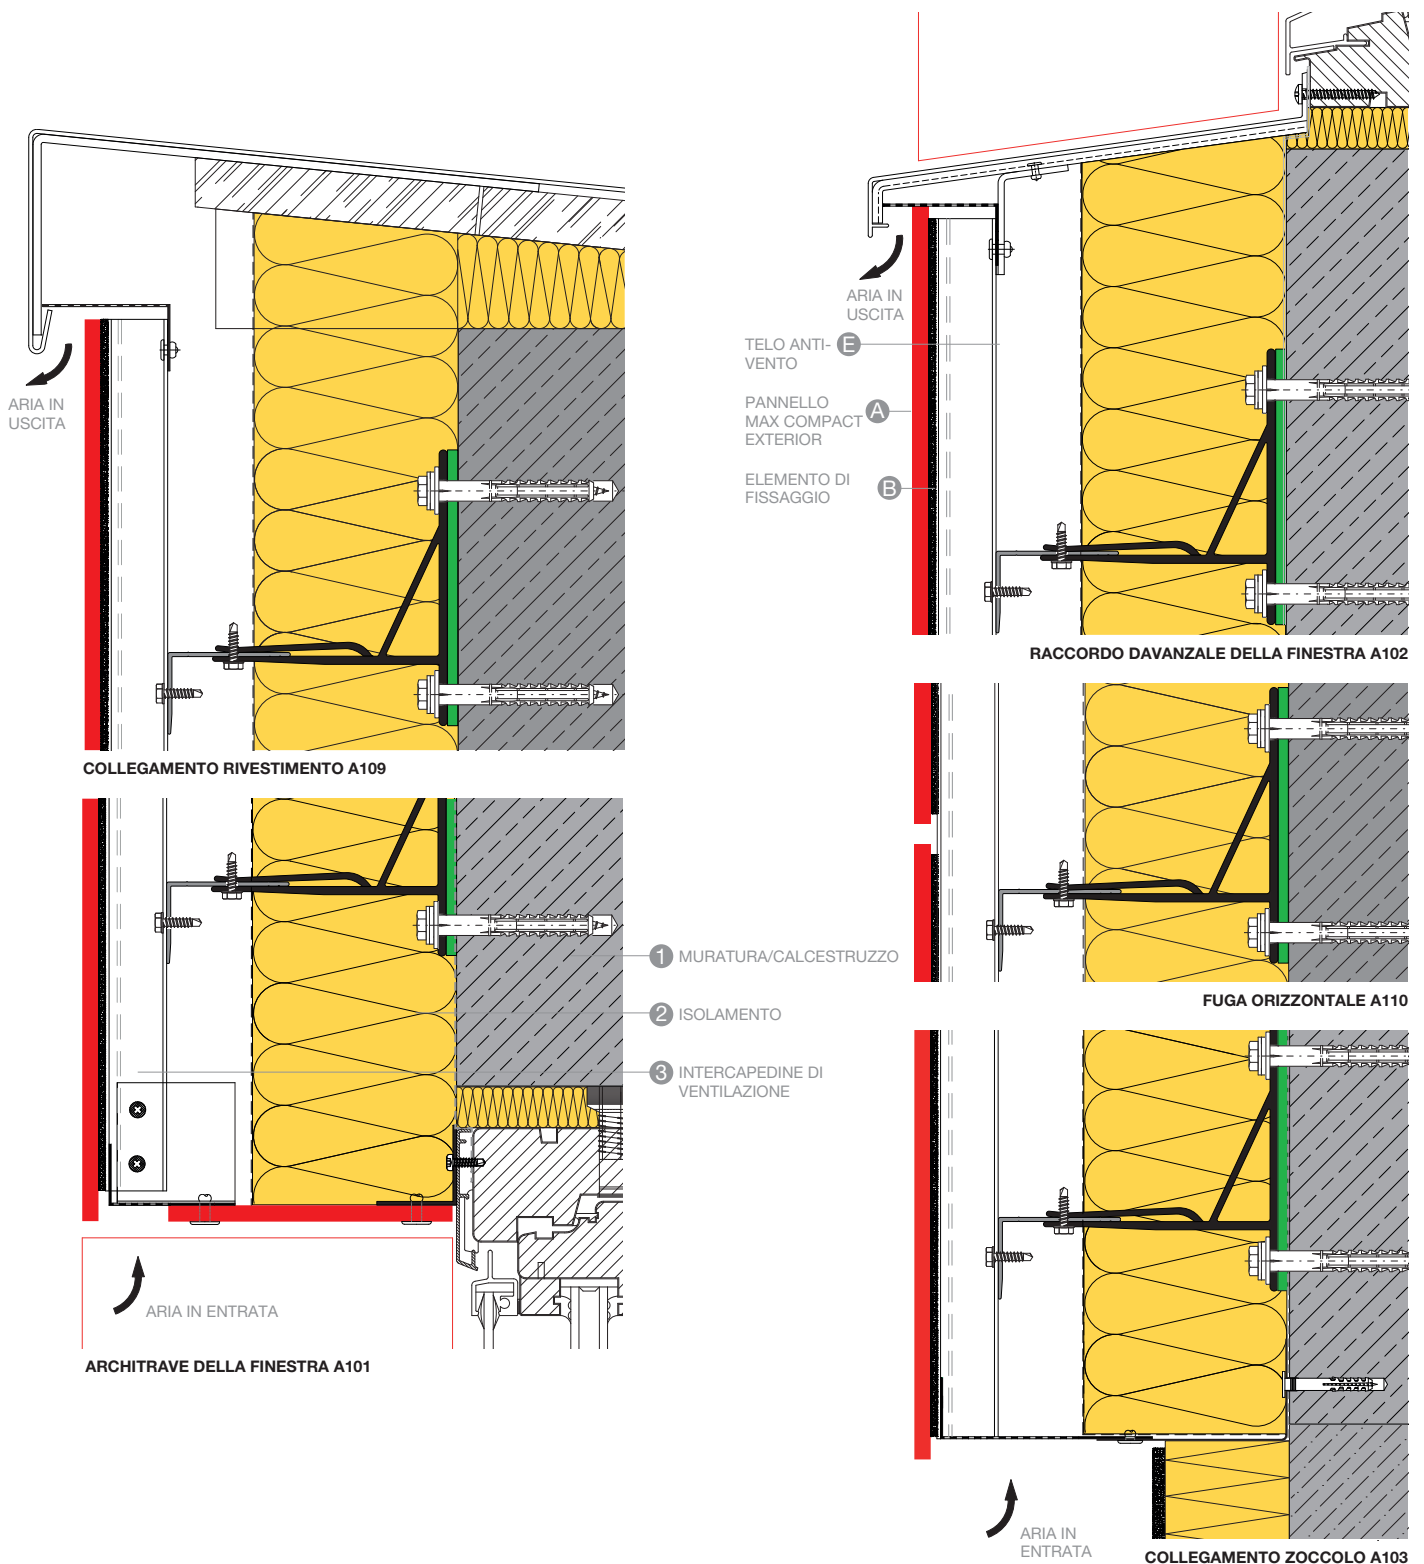 ARIA IN
USCITA
COLLEGAMENTO RIVESTIMENTO A109
1 MURATURA/CALCESTRUZZO
2 ISOLAMENTO
3 INTERCAPEDINE DI
VENTILAZIONE
ARIA IN ENTRATA
ARCHITRAVE DELLA FINESTRA A101
ARIA IN
USCITA
TELO ANTI- E
VENTO
PANNELLO
MAX COMPACT A
EXTERIOR
ELEMENTO DI B
FISSAGGIO
RACCORDO DAVANZALE DELLA FINESTRA A102
FUGA ORIZZONTALE A110
ARIA IN
ENTRATA
COLLEGAMENTO ZOCCOLO A103